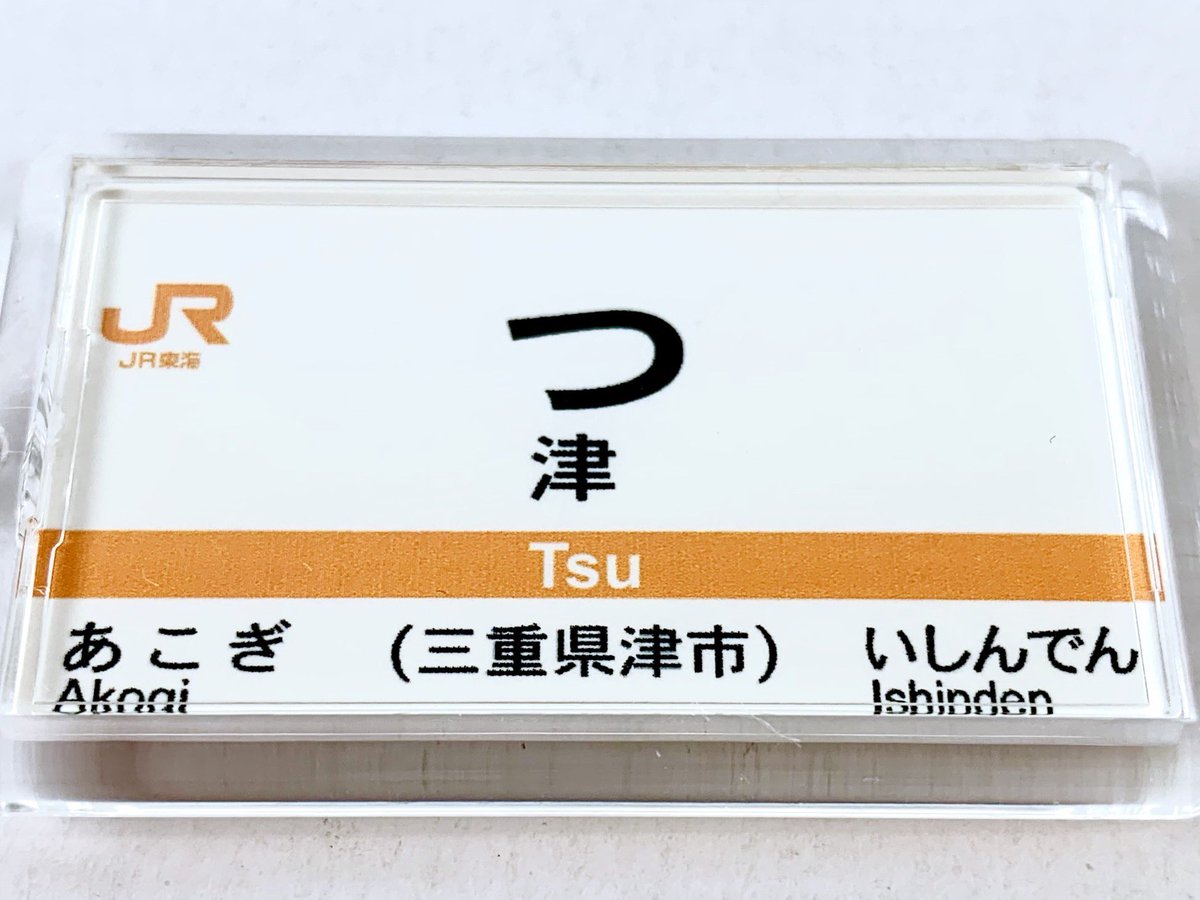 JR
JR東海
つ
津
Tsu
あこぎ (三重県津市) いしんでん
Akogi Ishinden